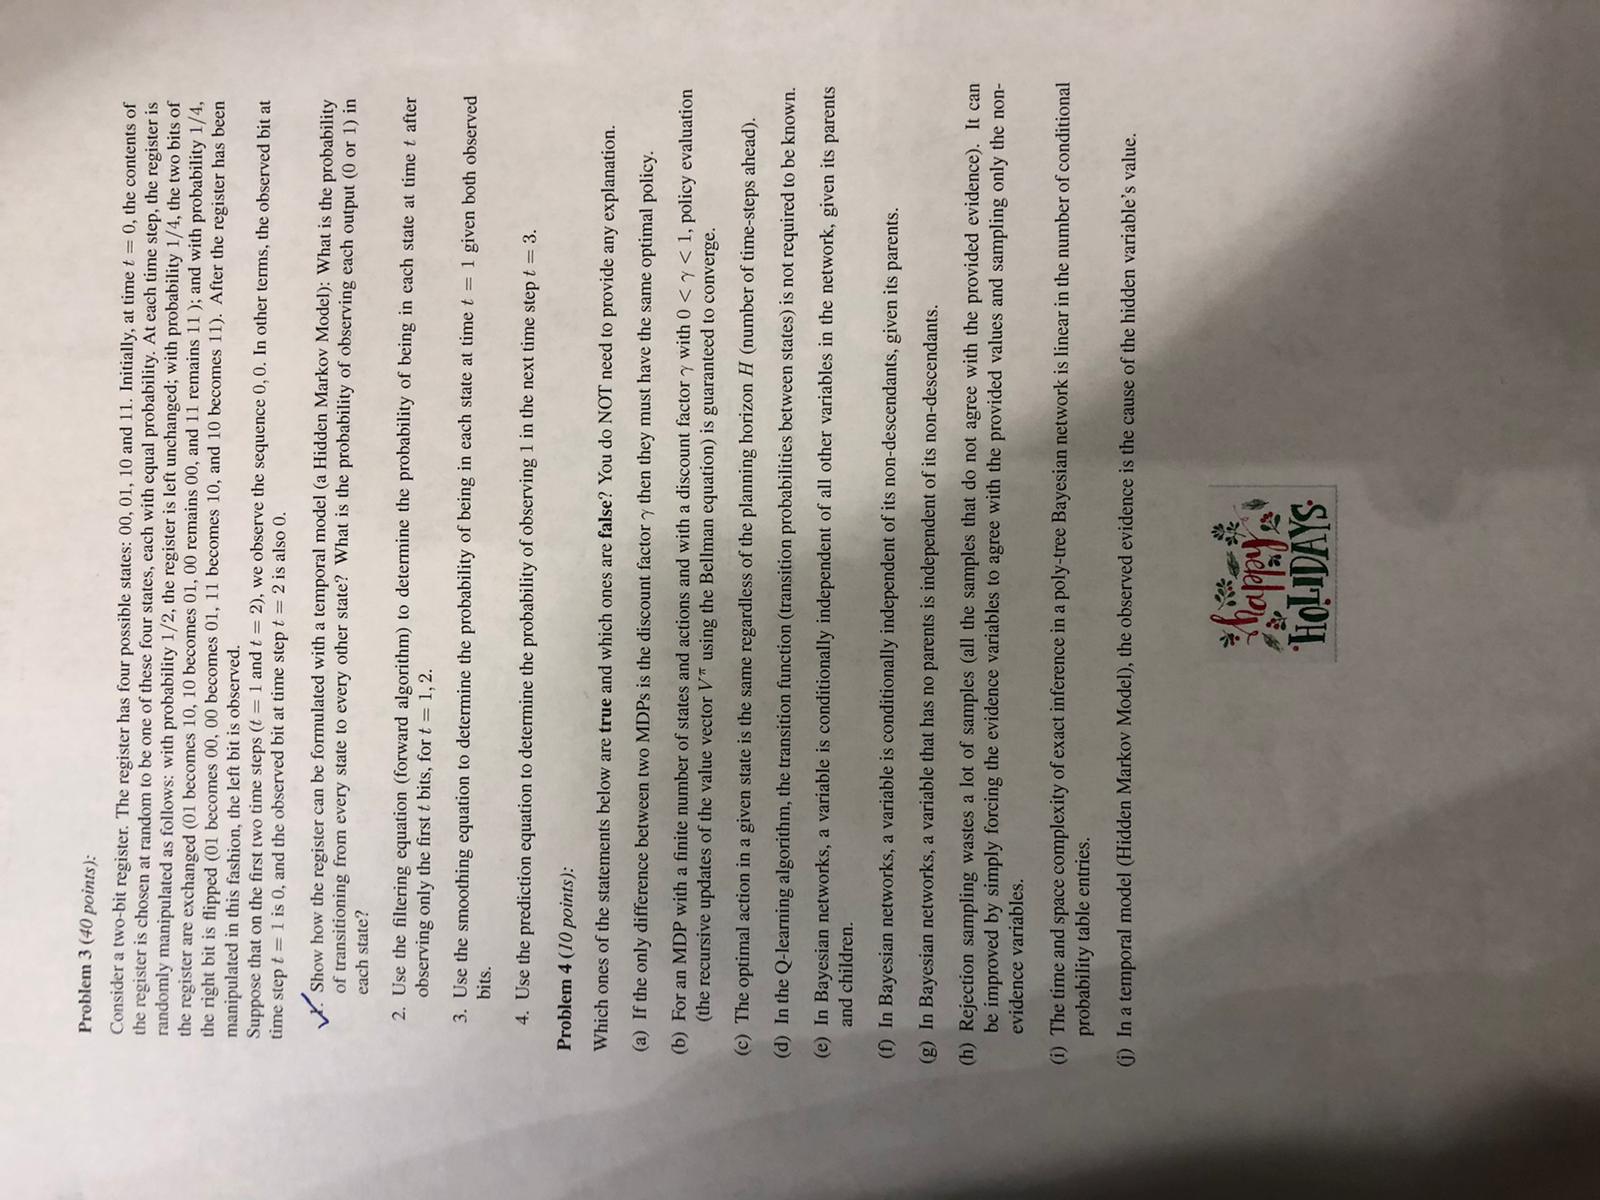 Problem 3 (40 points):
Consider a two-bit register. The register has four possible states: 00, 01, 10 and 11. Initially, at time t = 0, the contents of
the register is chosen at random to be one of these four states, each with equal probability. At each time step, the register is
randomly manipulated as follows: with probability 1/2, the register is left unchanged; with probability 1/4, the two bits of
the register are exchanged (01 becomes 10, 10 becomes 01, 00 remains 00, and 11 remains 11 ); and with probability 1/4,
the right bit is flipped (01 becomes 00, 00 becomes 01, 11 becomes 10, and 10 becomes 11). After the register has been
manipulated in this fashion, the left bit is observed.
Suppose that on the first two time steps (t = 1 and t = 2), we observe the sequence 0, 0. In other terms, the observed bit at
time step t = 1 is 0, and the observed bit at time step t = 2 is also 0.
1. Show how the register can be formulated with a temporal model (a Hidden Markov Model): What is the probability
of transitioning from every state to every other state? What is the probability of observing each output (0 or 1) in
each state?
2. Use the filtering equation (forward algorithm) to determine the probability of being in each state at time t after
observing only the first t bits, for t = 1, 2.
3. Use the smoothing equation to determine the probability of being in each state at time t = 1 given both observed
bits.
4. Use the prediction equation to determine the probability of observing 1 in the next time step t = 3.
Problem 4 (10 points):
Which ones of the statements below are true and which ones are false? You do NOT need to provide any explanation.
(a) If the only difference between two MDPs is the discount factor γ then they must have the same optimal policy.
(b) For an MDP with a finite number of states and actions and with a discount factor γ with 0 < γ < 1, policy evaluation
(the recursive updates of the value vector V^π using the Bellman equation) is guaranteed to converge.
(c) The optimal action in a given state is the same regardless of the planning horizon H (number of time-steps ahead).
(d) In the Q-learning algorithm, the transition function (transition probabilities between states) is not required to be known.
(e) In Bayesian networks, a variable is conditionally independent of all other variables in the network, given its parents
and children.
(f) In Bayesian networks, a variable is conditionally independent of its non-descendants, given its parents.
(g) In Bayesian networks, a variable that has no parents is independent of its non-descendants.
(h) Rejection sampling wastes a lot of samples (all the samples that do not agree with the provided evidence). It can
be improved by simply forcing the evidence variables to agree with the provided values and sampling only the non-
evidence variables.
(i) The time and space complexity of exact inference in a poly-tree Bayesian network is linear in the number of conditional
probability table entries.
(j) In a temporal model (Hidden Markov Model), the observed evidence is the cause of the hidden variable's value.
happy
HOLIDAYS